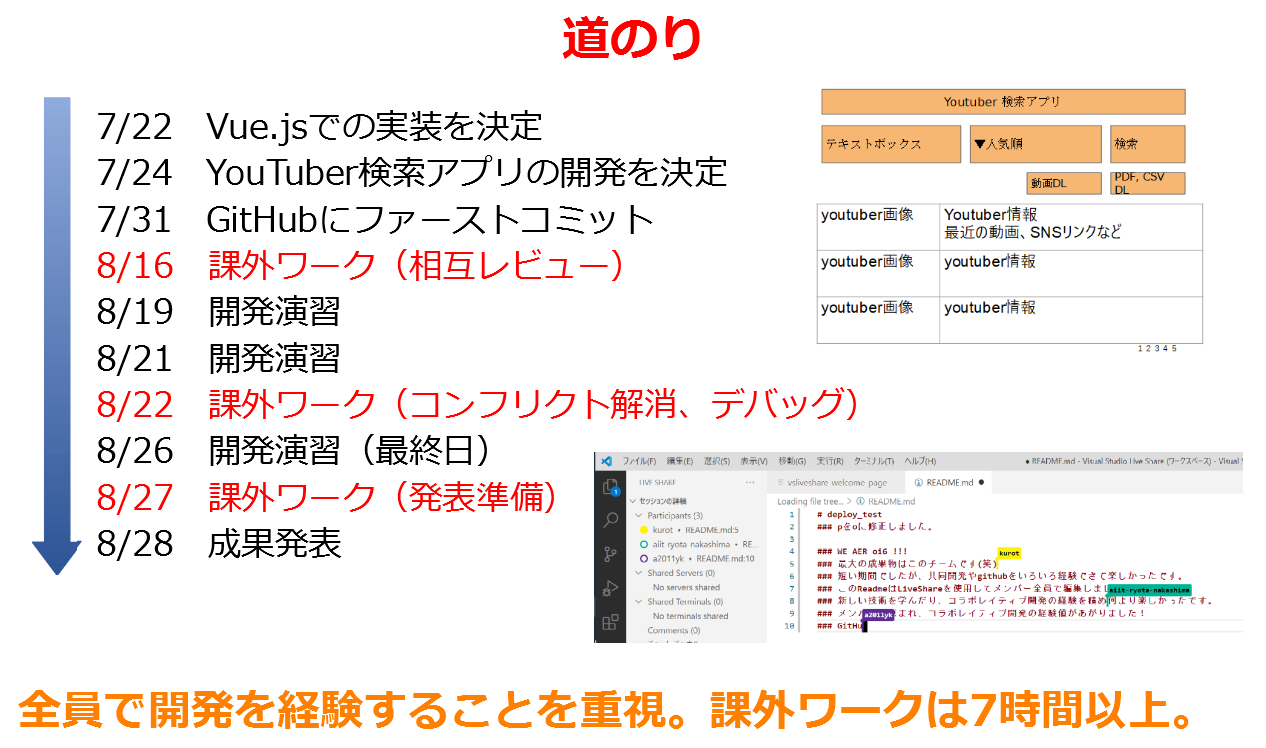 道のり
7/22 Vue.jsでの実装を決定
7/24 YouTuber検索アプリの開発を決定
7/31 GitHubにファーストコミット
8/16 課外ワーク（相互レビュー）
8/19 開発演習
8/21 開発演習
8/22 課外ワーク（コンフリクト解消、デバッグ）
8/26 開発演習（最終日）
8/27 課外ワーク（発表準備）
8/28 成果発表
Youtuber 検索アプリ
テキストボックス ▼人気順 検索
動画DL PDF, CSV
DL
youtuber画像 Youtuber情報
最近の動画、SNSリンクなど
youtuber画像 youtuber情報
youtuber画像 youtuber情報
1 2 3 4 5
ファイル(F) 編集(E) 選択(S) 表示(V) 移動(G) 実行(R) ターミナル(T) ヘルプ(H) ● README.md - Visual Studio Live Share (ワークスペース) - Visual
LIVE SHARE ···
セッションの詳細
Participants (3)
kurot • README.md:5
aiit-ryota-nakashima • RE...
a2011yk • README.md:10
Shared Servers (0)
No servers shared
Shared Terminals (0)
No terminals shared
Comments (0)
vsliveshare-welcome-page README.md ●
Loading file tree... > README.md
1 # deploy_test
2 ### pをoに修正しました。
3
4 ### WE AER oi6 !!!
kurot
5 ### 最大の成果物はこのチームです(笑)
6 ### 短い期間でしたが、共同開発やgithubをいろいろ経験できて楽しかったです。
7 ### このReadmeはLiveShareを使用してメンバー全員で編集しまし
aiit-ryota-nakashima
8 ### 新しい技術を学んだり、コラボレイティブ開発の経験を積め何より楽しかったです。
9 ### メンバ
a2011yk
まれ、コラボレイティブ開発の経験値があがりました！
10 ### GitHu
全員で開発を経験することを重視。課外ワークは7時間以上。